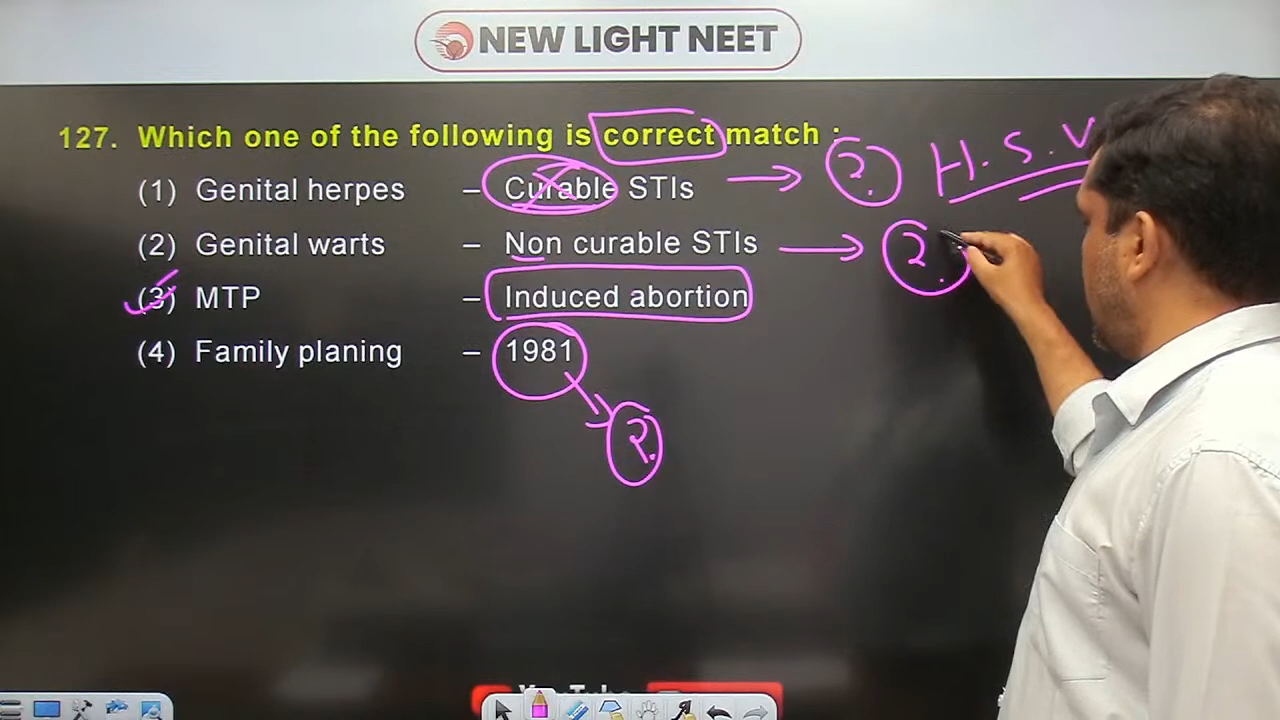 NEW LIGHT NEET
127. Which one of the following is correct match :
(1) Genital herpes – Curable STIs → ?. H.S.V
(2) Genital warts – Non curable STIs → ?.
(3) MTP – Induced abortion
(4) Family planing – 1981
?.